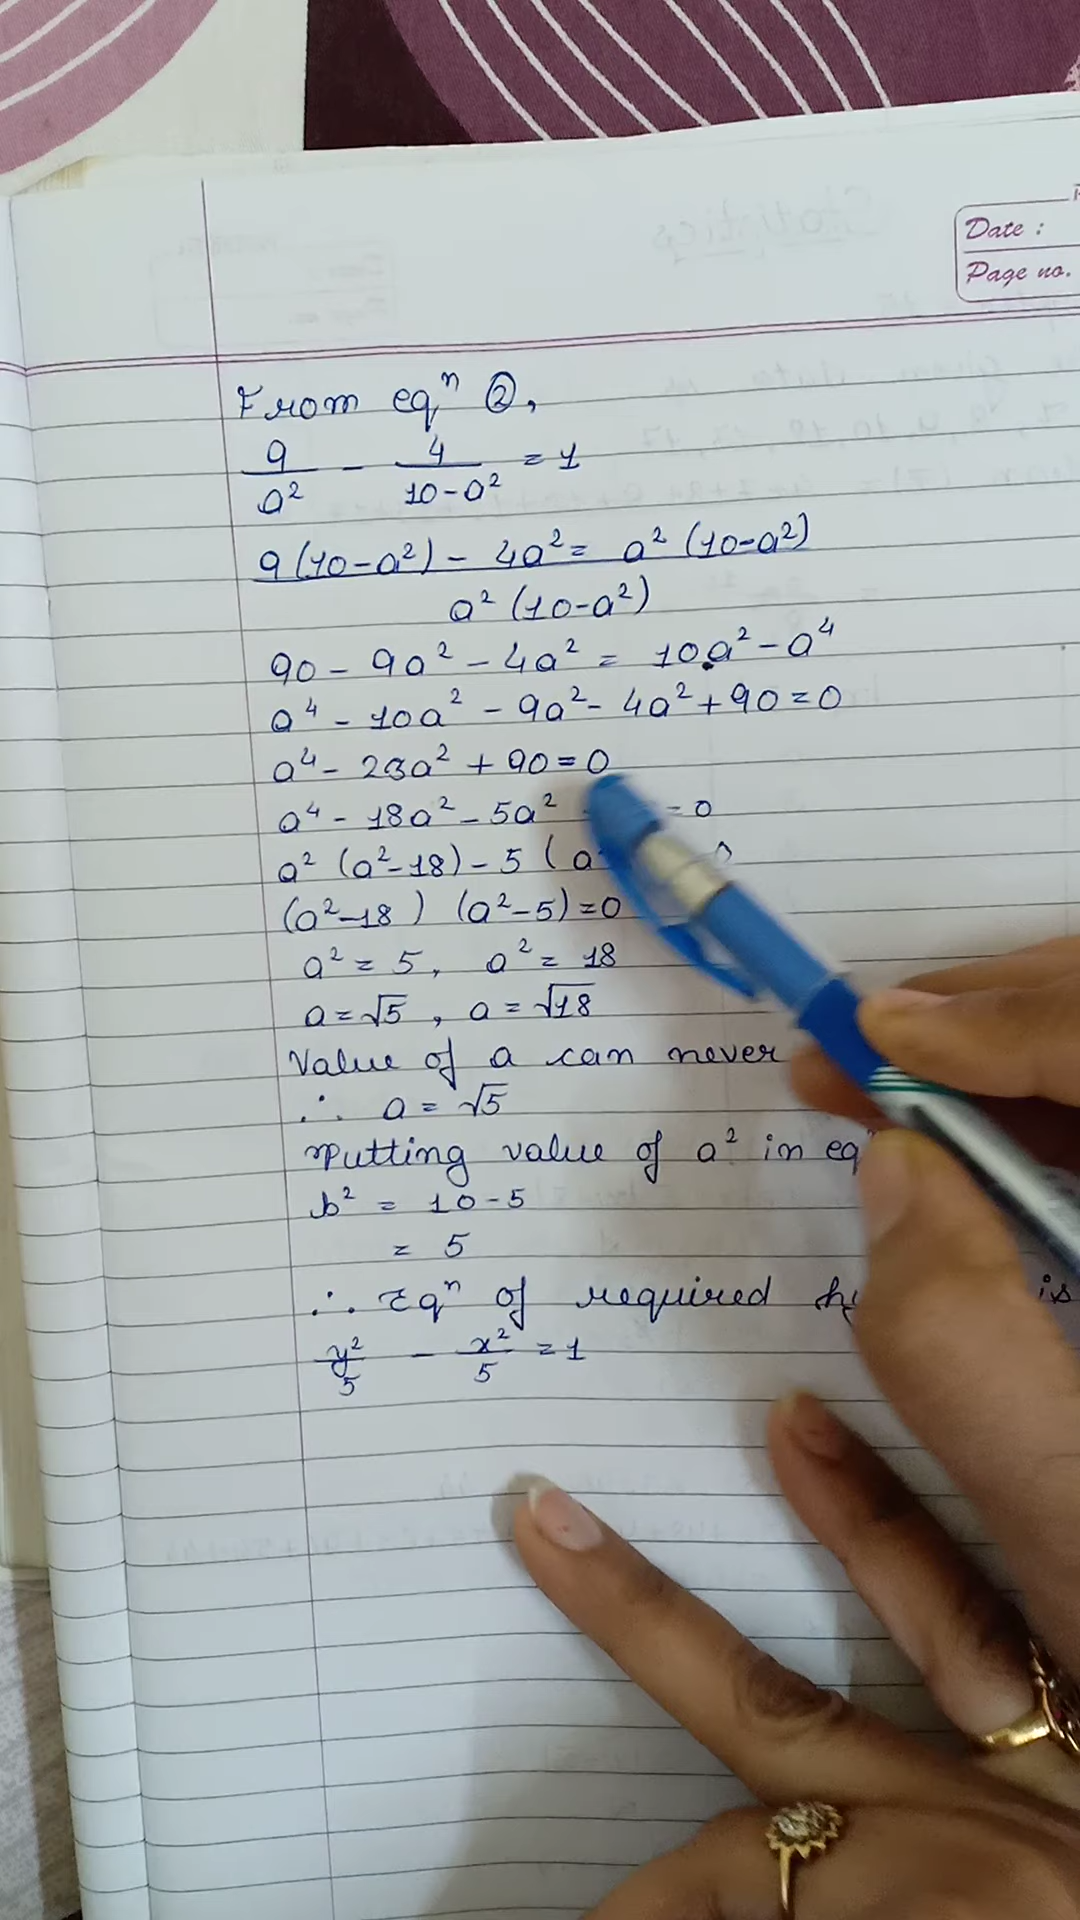 Date :
Page no.
From eqⁿ ②,
9/a² - 4/10-a² = 1
9(10-a²) - 4a² = a² (10-a²)
a² (10-a²)
90 - 9a² - 4a² = 10a² - a⁴
a⁴ - 10a² - 9a² - 4a² + 90 = 0
a⁴ - 23a² + 90 = 0
a⁴ - 18a² - 5a² = 0
a² (a²-18) - 5 (a
(a²-18) (a²-5) = 0
a² = 5, a² = 18
a = √5, a = √18
Value of a can never
∴ a = √5
Putting value of a² in eqⁿ
b² = 10 - 5
= 5
∴ Eqⁿ of required is
y²/5 - x²/5 = 1